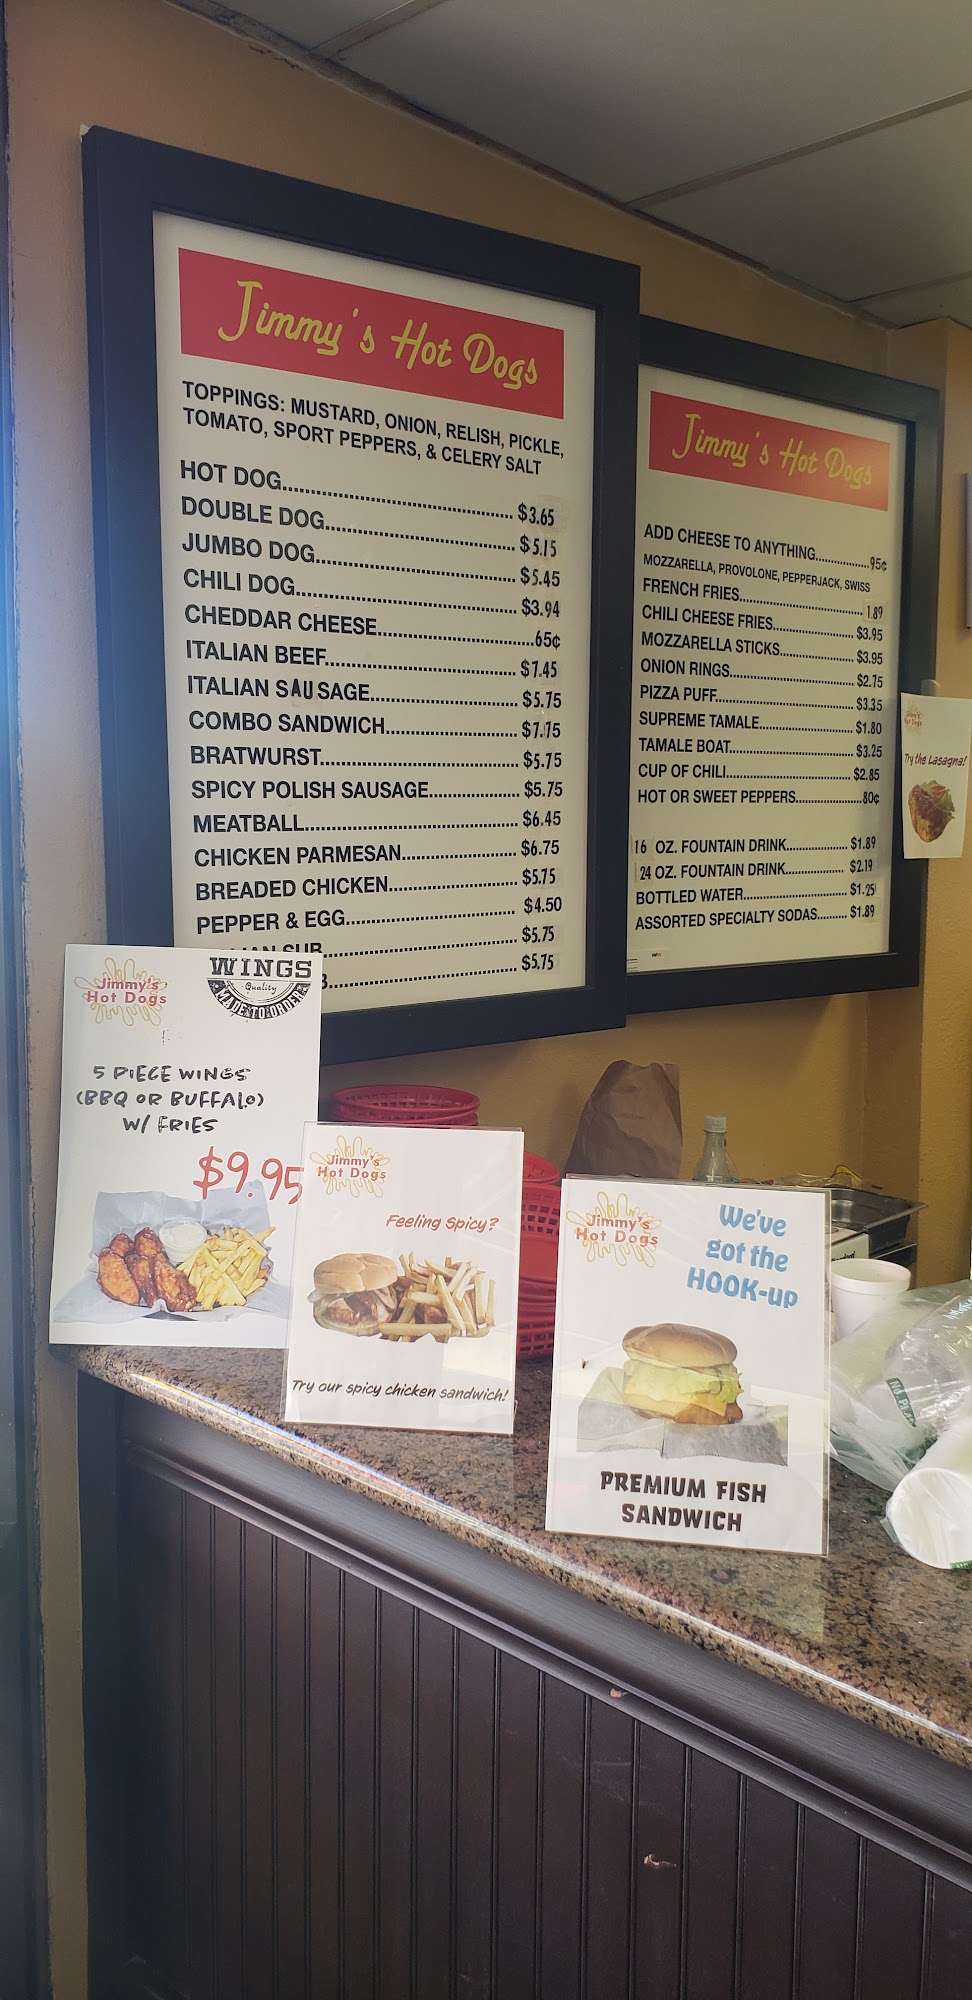 Jimmy's Hot Dogs
TOPPINGS: MUSTARD, ONION, RELISH, PICKLE,
TOMATO, SPORT PEPPERS, & CELERY SALT
HOT DOG................................ $3.65
DOUBLE DOG........................... $5.15
JUMBO DOG............................. $5.45
CHILI DOG................................ $3.94
CHEDDAR CHEESE.......................65¢
ITALIAN BEEF........................... $7.45
ITALIAN SAUSAGE..................... $5.75
COMBO SANDWICH................... $7.75
BRATWURST............................. $5.75
SPICY POLISH SAUSAGE.................. $5.75
MEATBALL................................ $6.45
CHICKEN PARMESAN................. $6.75
BREADED CHICKEN................... $5.75
PEPPER & EGG......................... $4.50
SUB $5.75
$5.75
Jimmy's Hot Dogs
ADD CHEESE TO ANYTHING..................95¢
MOZZARELLA, PROVOLONE, PEPPERJACK, SWISS
FRENCH FRIES............................ 1.89
CHILI CHEESE FRIES................... $3.95
MOZZARELLA STICKS................. $3.95
ONION RINGS............................ $2.75
PIZZA PUFF............................... $3.35
SUPREME TAMALE..................... $1.80
TAMALE BOAT............................ $3.25
CUP OF CHILI............................. $2.85
HOT OR SWEET PEPPERS......................80¢
16 OZ. FOUNTAIN DRINK............... $1.89
24 OZ. FOUNTAIN DRINK............... $2.19
BOTTLED WATER......................... $1.25
ASSORTED SPECIALTY SODAS......... $1.89
Jimmy's
Hot Dogs
Try the Lasagna!
Jimmy's
Hot Dogs
WINGS
Quality
MADE-TO-ORDER
5 PIECE WINGS
(BBQ OR BUFFALO)
W/ FRIES
$9.95
Jimmy's
Hot Dogs
Feeling Spicy?
Try our spicy chicken sandwich!
Jimmy's
Hot Dogs
We've
got the
HOOK-up
PREMIUM FISH
SANDWICH